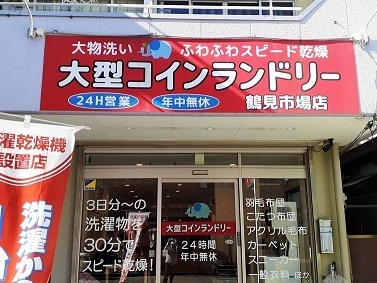 大物洗い ふわふわスピード乾燥
大型コインランドリー
24H営業 年中無休 鶴見市場店
濯乾燥機
設置店
洗濯か
3日分〜の
洗濯物を
30分で
スピード乾燥!
大型コインランドリー
24時間
年中無休
羽毛布団
こたつ布団
アクリル毛布
カーペット
スニーカー
一般衣料…ほか